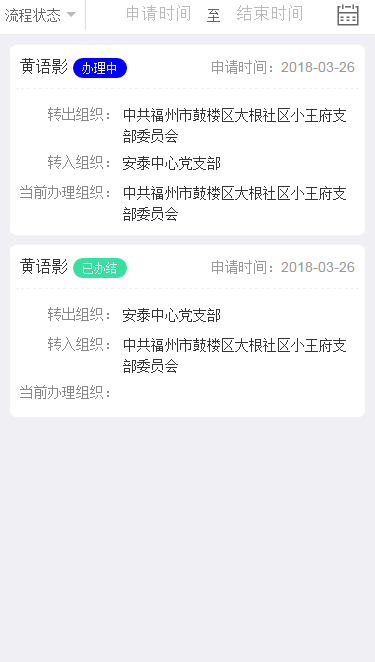 流程状态 申请时间 至 结束时间
黄语影 办理中 申请时间：2018-03-26
转出组织： 中共福州市鼓楼区大根社区小王府支
部委员会
转入组织： 安泰中心党支部
当前办理组织： 中共福州市鼓楼区大根社区小王府支
部委员会
黄语影 已办结 申请时间：2018-03-26
转出组织： 安泰中心党支部
转入组织： 中共福州市鼓楼区大根社区小王府支
部委员会
当前办理组织：